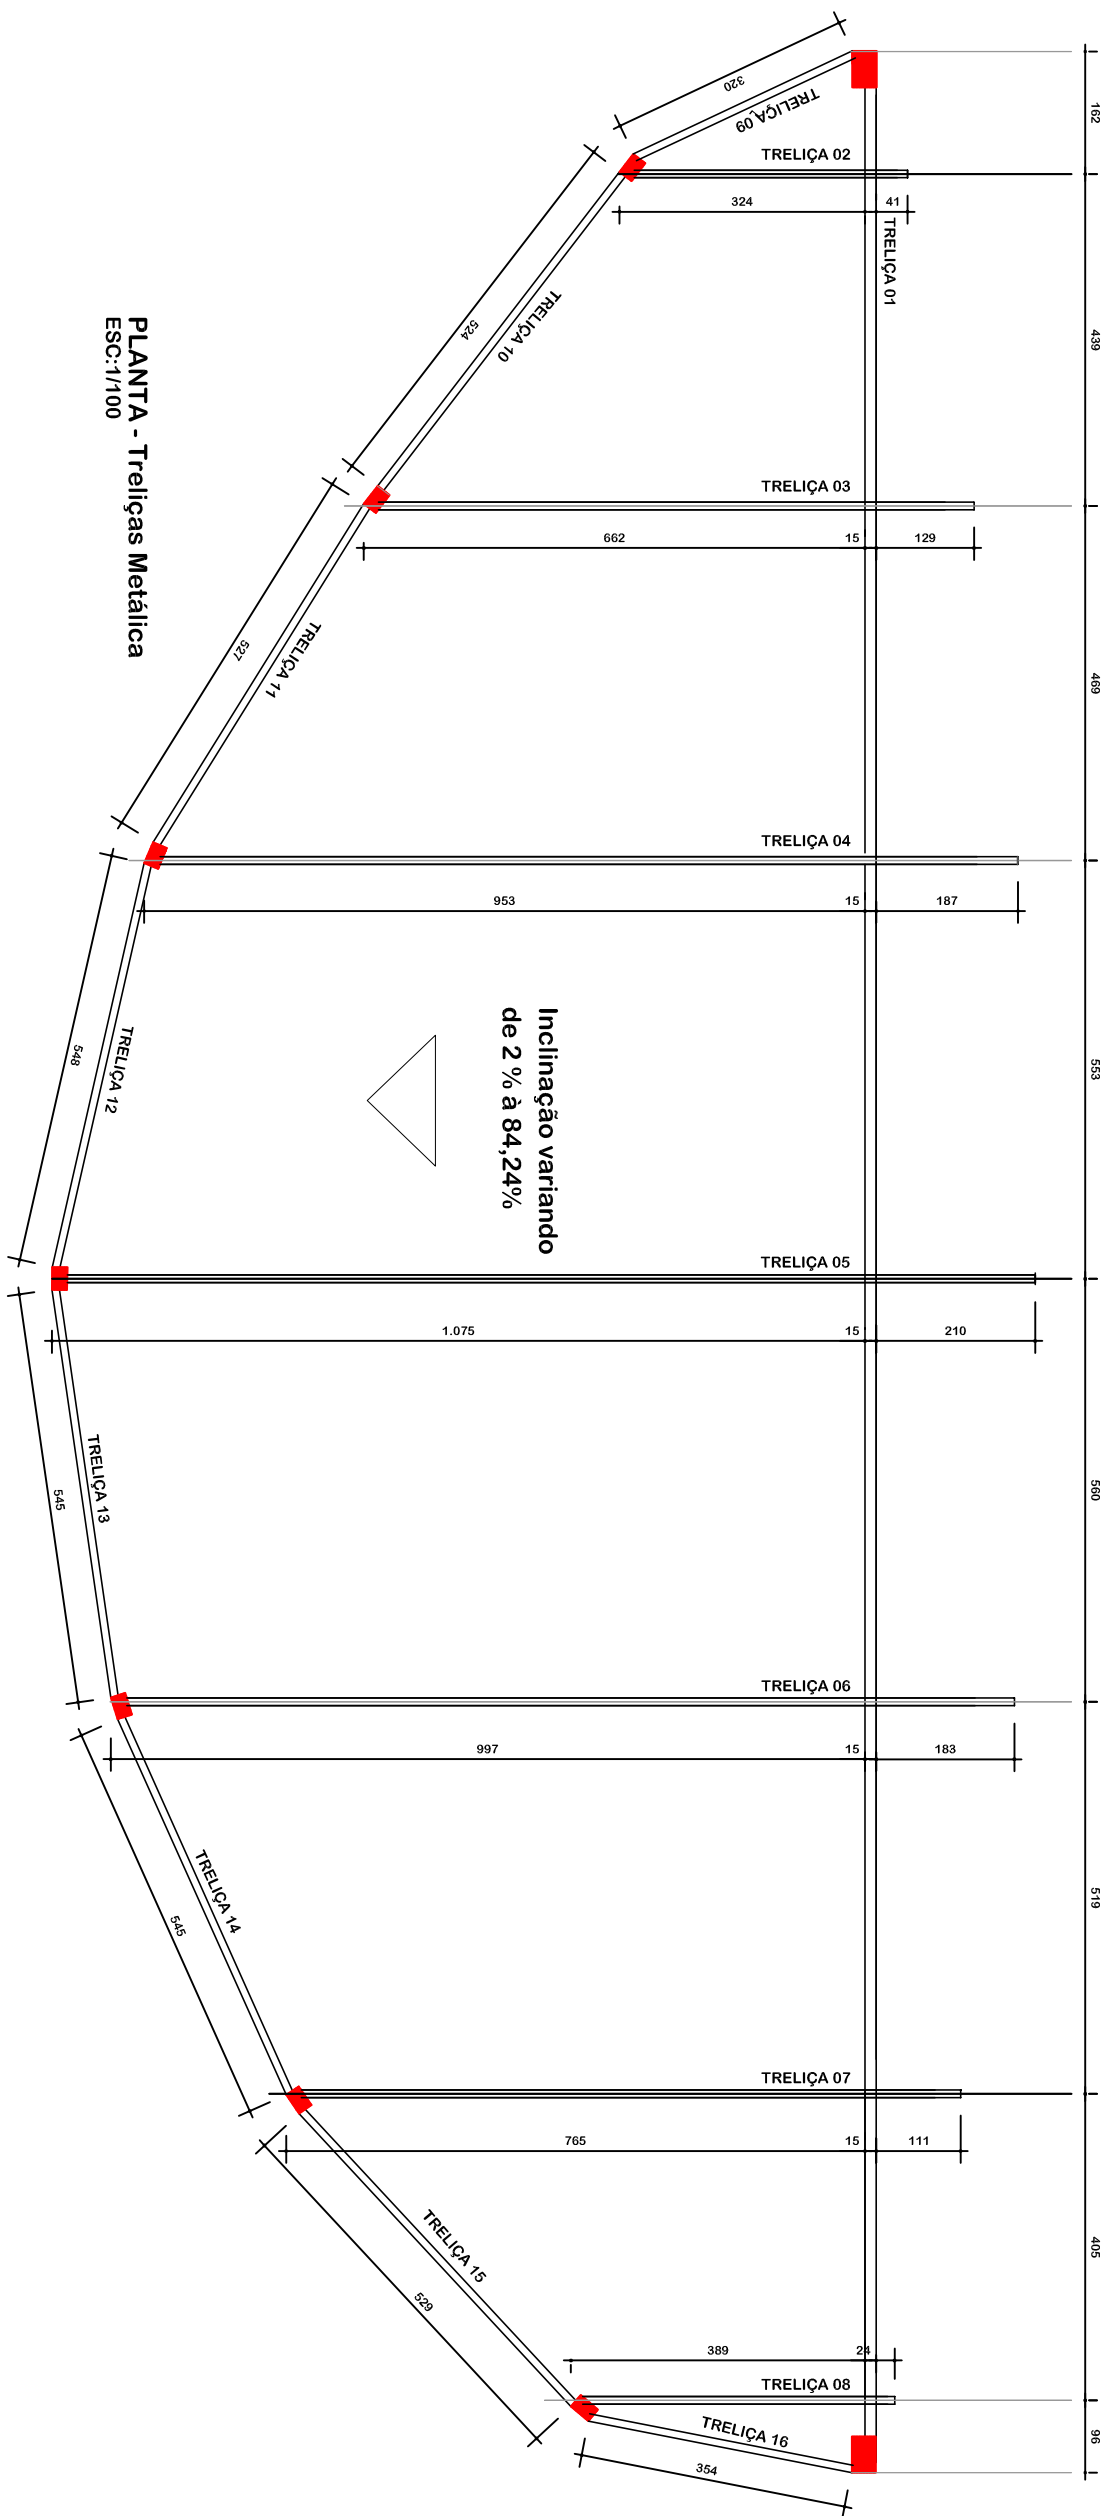 320
TRELIÇA 09
162
TRELIÇA 02
324
41
TRELIÇA 01
439
524
TRELIÇA 10
PLANTA - Treliças Metálica
ESC:1/100
TRELIÇA 03
662
15
129
527
TRELIÇA 11
469
TRELIÇA 04
953
15
187
548
TRELIÇA 12
Inclinação variando
de 2 % à 84,24%
553
TRELIÇA 05
1.075
15
210
545
TRELIÇA 13
560
TRELIÇA 06
997
15
183
545
TRELIÇA 14
519
TRELIÇA 07
765
15
111
529
TRELIÇA 15
405
389
24
TRELIÇA 08
TRELIÇA 16
354
96